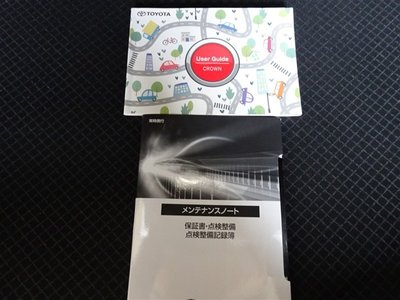 TOYOTA
User Guide
CROWN
メンテナンスノート
保証書・点検整備
点検整備記録簿